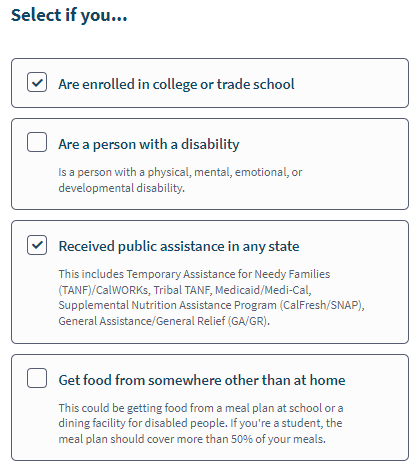 Select if you...
Are enrolled in college or trade school
Are a person with a disability
Is a person with a physical, mental, emotional, or
developmental disability.
Received public assistance in any state
This includes Temporary Assistance for Needy Families
(TANF)/CalWORKs, Tribal TANF, Medicaid/Medi-Cal,
Supplemental Nutrition Assistance Program (CalFresh/SNAP),
General Assistance/General Relief (GA/GR).
Get food from somewhere other than at home
This could be getting food from a meal plan at school or a
dining facility for disabled people. If you're a student, the
meal plan should cover more than 50% of your meals.